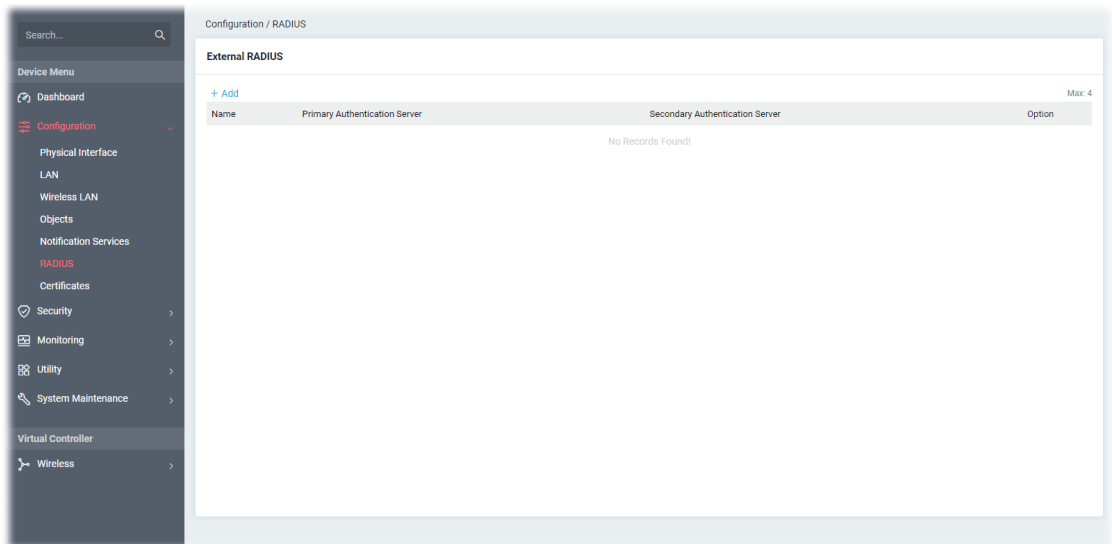 Search...
Device Menu
Dashboard
Configuration
Physical Interface
LAN
Wireless LAN
Objects
Notification Services
RADIUS
Certificates
Security
Monitoring
Utility
System Maintenance
Virtual Controller
Wireless
Configuration / RADIUS
External RADIUS
+ Add Max: 4
Name Primary Authentication Server Secondary Authentication Server Option
No Records Found!